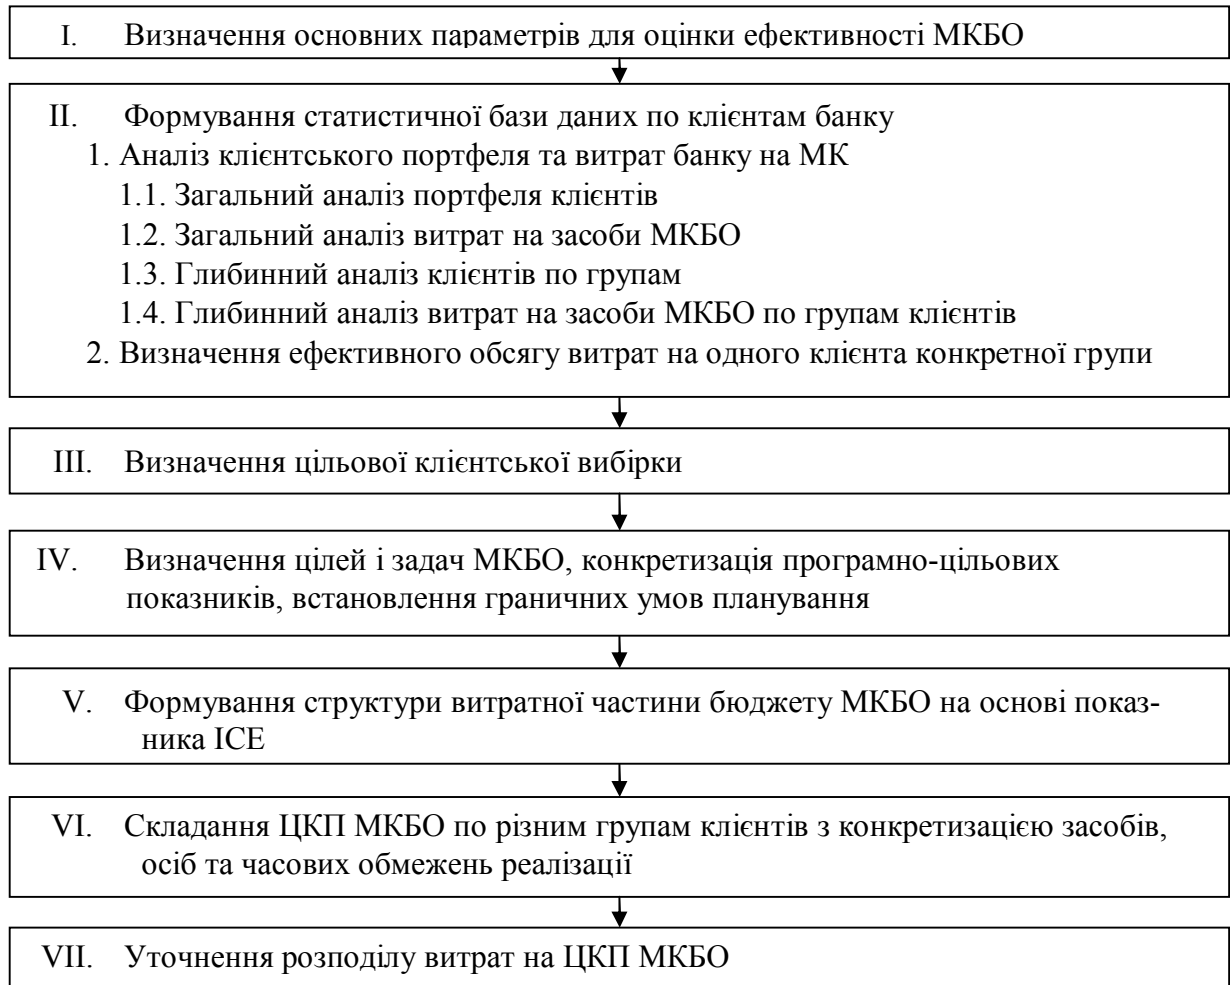 I. Визначення основних параметрів для оцінки ефективності МКБО
II. Формування статистичної бази даних по клієнтам банку
1. Аналіз клієнтського портфеля та витрат банку на МК
1.1. Загальний аналіз портфеля клієнтів
1.2. Загальний аналіз витрат на засоби МКБО
1.3. Глибинний аналіз клієнтів по групам
1.4. Глибинний аналіз витрат на засоби МКБО по групам клієнтів
2. Визначення ефективного обсягу витрат на одного клієнта конкретної групи
III. Визначення цільової клієнтської вибірки
IV. Визначення цілей і задач МКБО, конкретизація програмно-цільових
показників, встановлення граничних умов планування
V. Формування структури витратної частини бюджету МКБО на основі показ-
ника ІСЕ
VI. Складання ЦКП МКБО по різним групам клієнтів з конкретизацією засобів,
осіб та часових обмежень реалізації
VII. Уточнення розподілу витрат на ЦКП МКБО